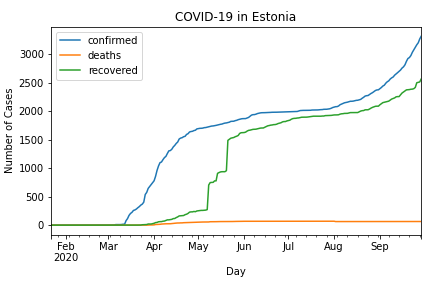 COVID-19 in Estonia
confirmed
deaths
recovered
Number of Cases
3000
2500
2000
1500
1000
500
0
Feb Mar Apr May Jun Jul Aug Sep
2020
Day